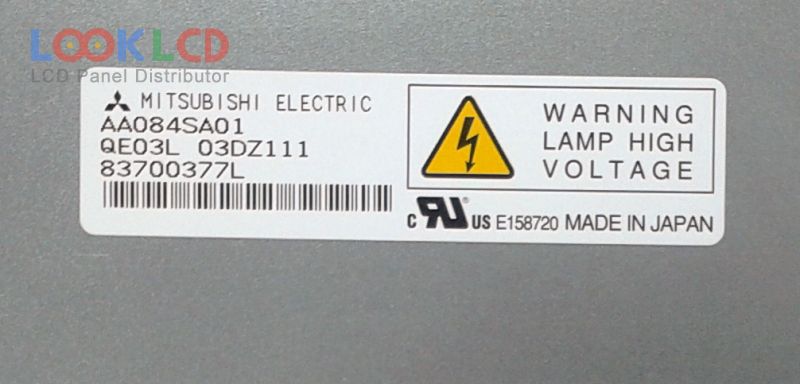 LOOKLCD
LCD Panel Distributor
MITSUBISHI ELECTRIC
AA084SA01
QE03L 03DZ111
83700377L
WARNING
LAMP HIGH
VOLTAGE
C RU® US E158720 MADE IN JAPAN